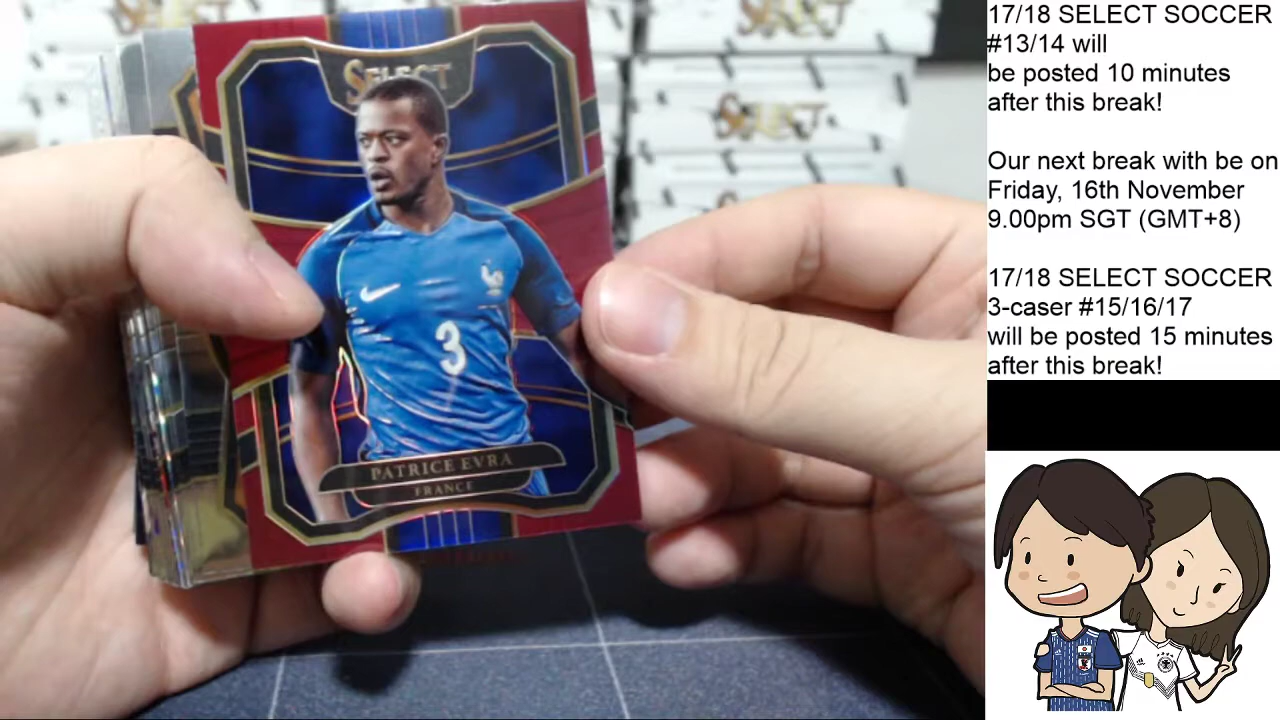 SELECT
SELECT
3
PATRICE EVRA
FRANCE
17/18 SELECT SOCCER
#13/14 will
be posted 10 minutes
after this break!
Our next break with be on
Friday, 16th November
9.00pm SGT (GMT+8)
17/18 SELECT SOCCER
3-caser #15/16/17
will be posted 15 minutes
after this break!